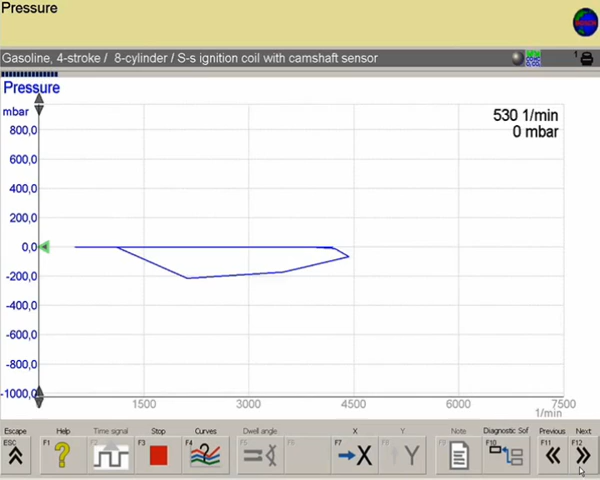 Pressure
Gasoline, 4-stroke / 8-cylinder / S-s ignition coil with camshaft sensor
1
Pressure
mbar
530 1/min
0 mbar
800,0
600,0
400,0
200,0
0,0
-200,0
-400,0
-600,0
-800,0
-1000,0
1500 3000 4500 6000 7500
1/min
Escape Help Time signal Stop Curves Dwell angle X Y Note Diagnostic Sof Previous Next
ESC F1 F2 F3 F4 F5 F6 F7 F8 F9 F10 F11 F12
X Y